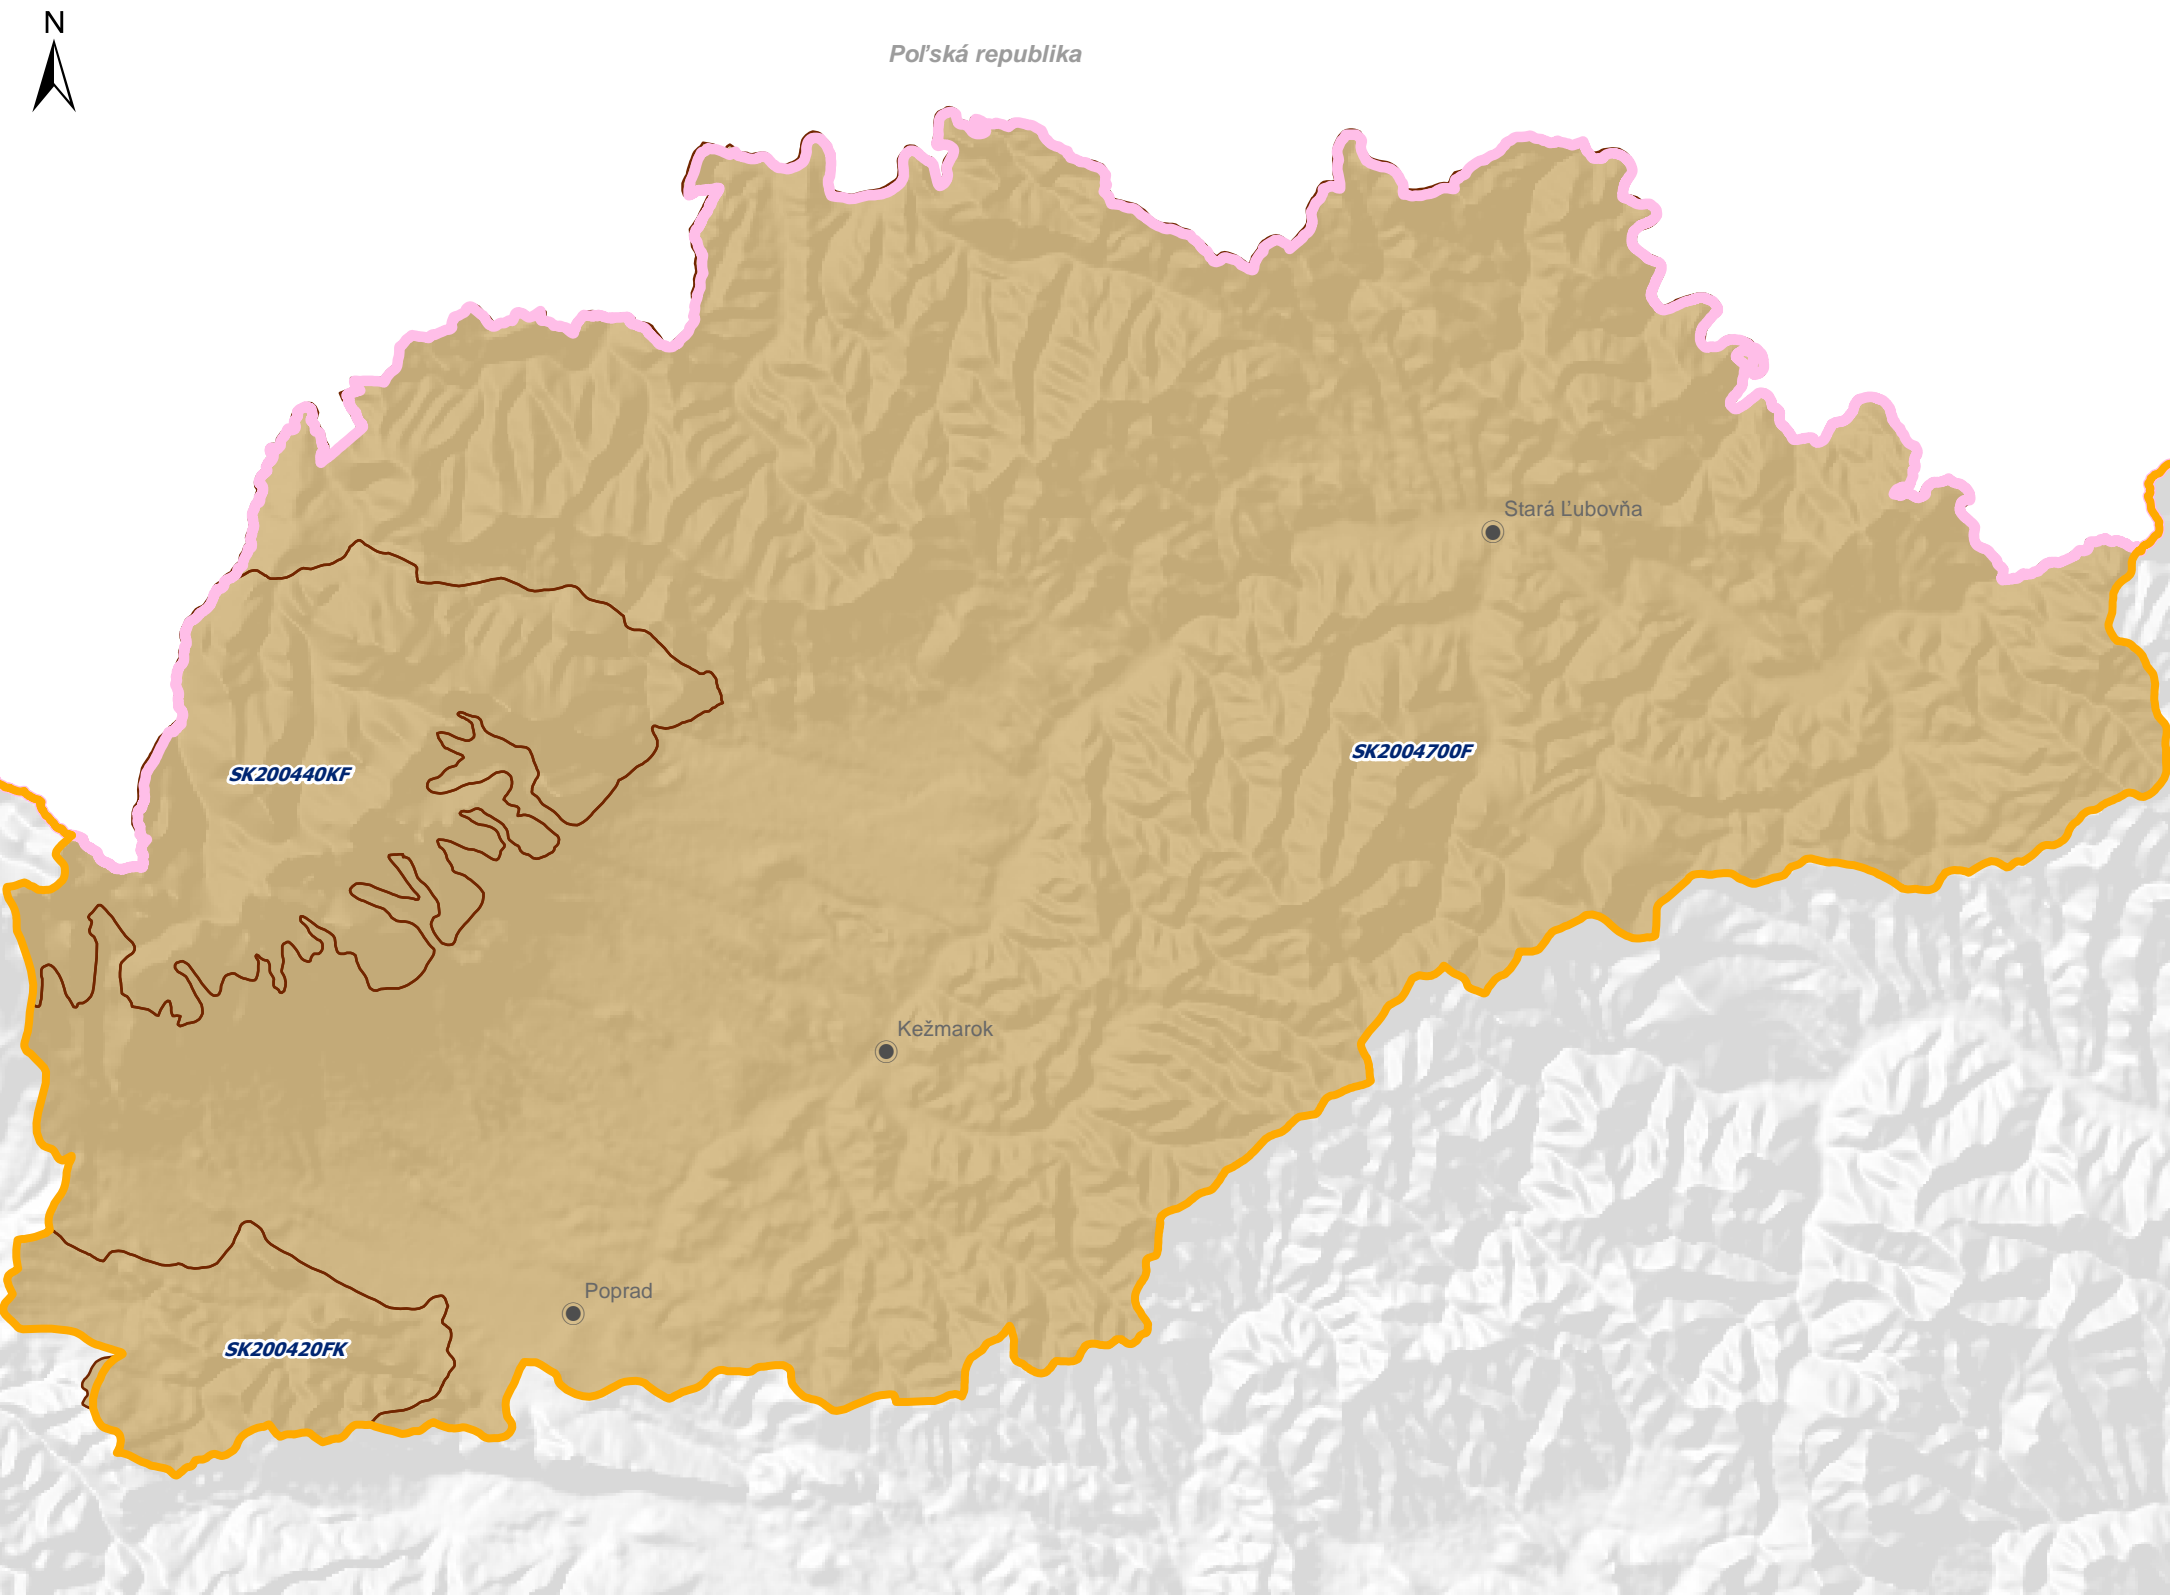 N
Poľská republika
Stará Ľubovňa
SK2004700F
SK200440KF
Kežmarok
Poprad
SK200420FK